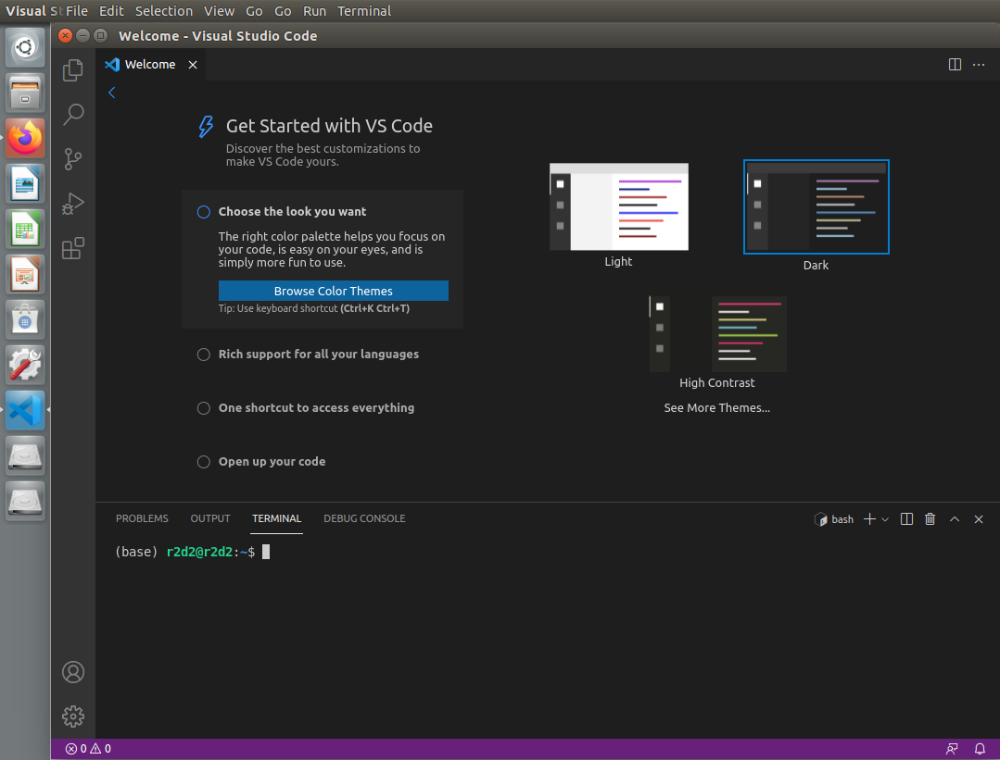 Visual St File Edit Selection View Go Go Run Terminal
Welcome - Visual Studio Code
Welcome
Get Started with VS Code
Discover the best customizations to
make VS Code yours.
Choose the look you want
The right color palette helps you focus on
your code, is easy on your eyes, and is
simply more fun to use.
Browse Color Themes
Tip: Use keyboard shortcut (Ctrl+K Ctrl+T)
Rich support for all your languages
One shortcut to access everything
Open up your code
Light
Dark
High Contrast
See More Themes...
PROBLEMS OUTPUT TERMINAL DEBUG CONSOLE
bash
(base) r2d2@r2d2:~$
0 0